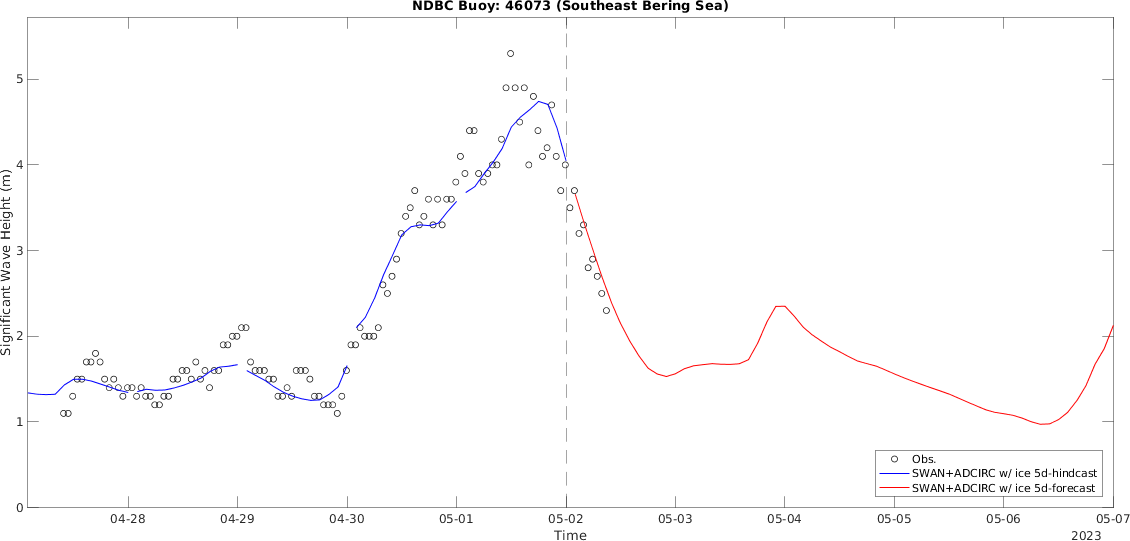 NDBC Buoy: 46073 (Southeast Bering Sea)
Significant Wave Height (m)
5
4
3
2
1
0
Obs.
SWAN+ADCIRC w/ ice 5d-hindcast
SWAN+ADCIRC w/ ice 5d-forecast
04-28 04-29 04-30 05-01 05-02 05-03 05-04 05-05 05-06 05-07
Time
2023